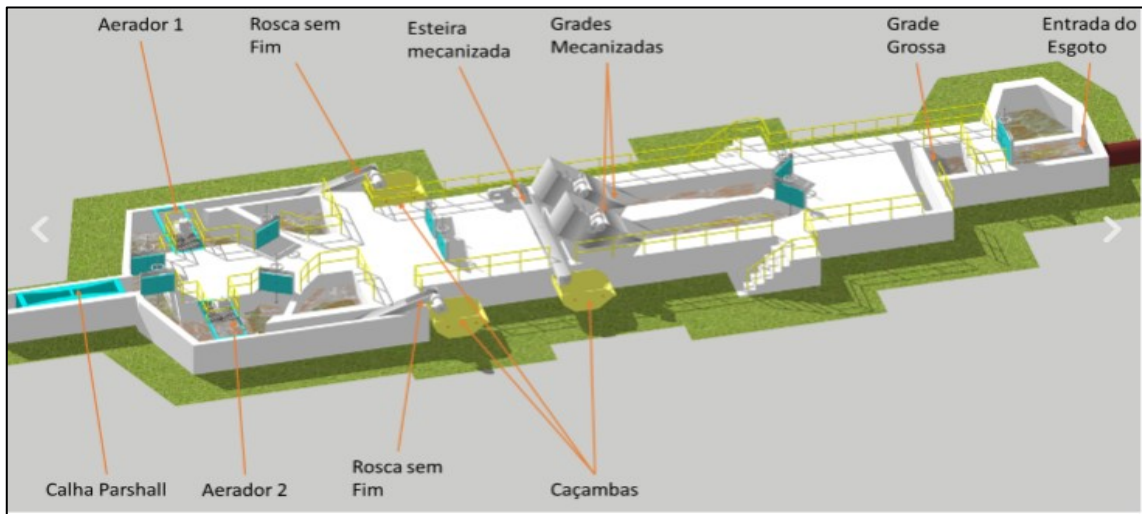 Aerador 1
Rosca sem
Fim
Esteira
mecanizada
Grades
Mecanizadas
Grade
Grossa
Entrada do
Esgoto
Calha Parshall
Aerador 2
Rosca sem
Fim
Caçambas